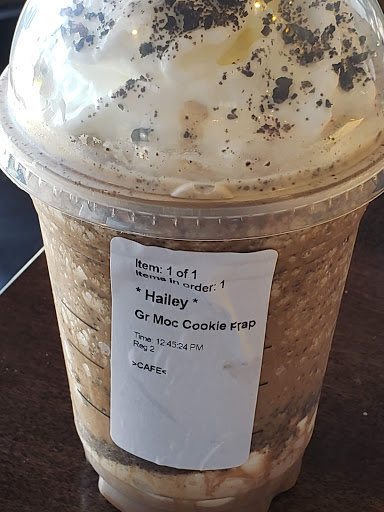 Item: 1 of 1
Items in order: 1
* Hailey *
Gr Moc Cookie Frap
Time: 12:45:24 PM
Reg 2
>CAFE<